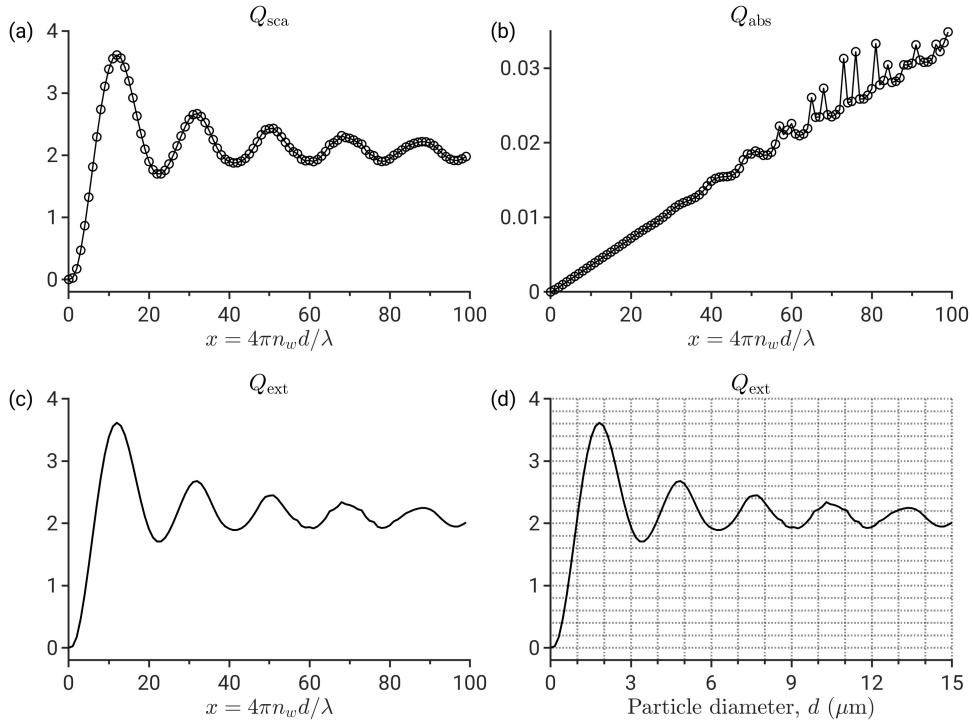 (a)
Q_sca
4
3
2
1
0
0 20 40 60 80 100
x = 4πn_w d/λ
(b)
Q_abs
0.03
0.02
0.01
0
0 20 40 60 80 100
x = 4πn_w d/λ
(c)
Q_ext
4
3
2
1
0
0 20 40 60 80 100
x = 4πn_w d/λ
(d)
Q_ext
4
3
2
1
0
0 3 6 9 12 15
Particle diameter, d (μm)